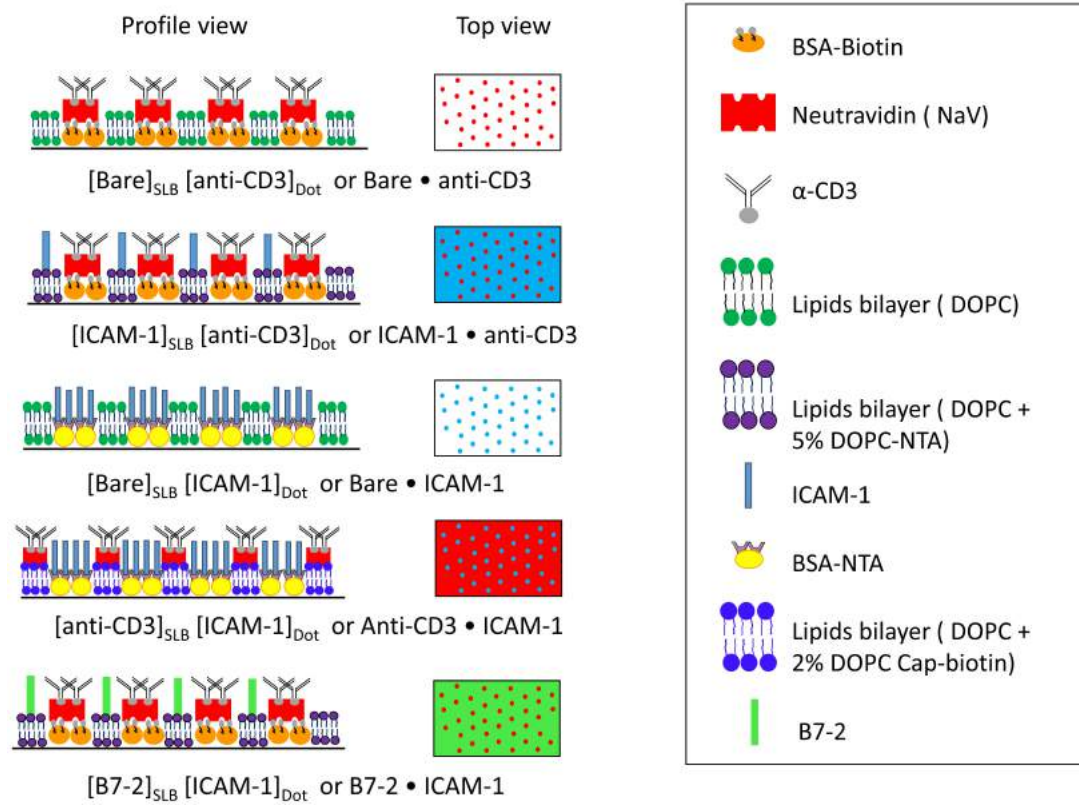 Profile view
Top view
[Bare]SLB [anti-CD3]Dot or Bare • anti-CD3
[ICAM-1]SLB [anti-CD3]Dot or ICAM-1 • anti-CD3
[Bare]SLB [ICAM-1]Dot or Bare • ICAM-1
[anti-CD3]SLB [ICAM-1]Dot or Anti-CD3 • ICAM-1
[B7-2]SLB [ICAM-1]Dot or B7-2 • ICAM-1
BSA-Biotin
Neutravidin ( NaV)
α-CD3
Lipids bilayer ( DOPC)
Lipids bilayer ( DOPC +
5% DOPC-NTA)
ICAM-1
BSA-NTA
Lipids bilayer ( DOPC +
2% DOPC Cap-biotin)
B7-2